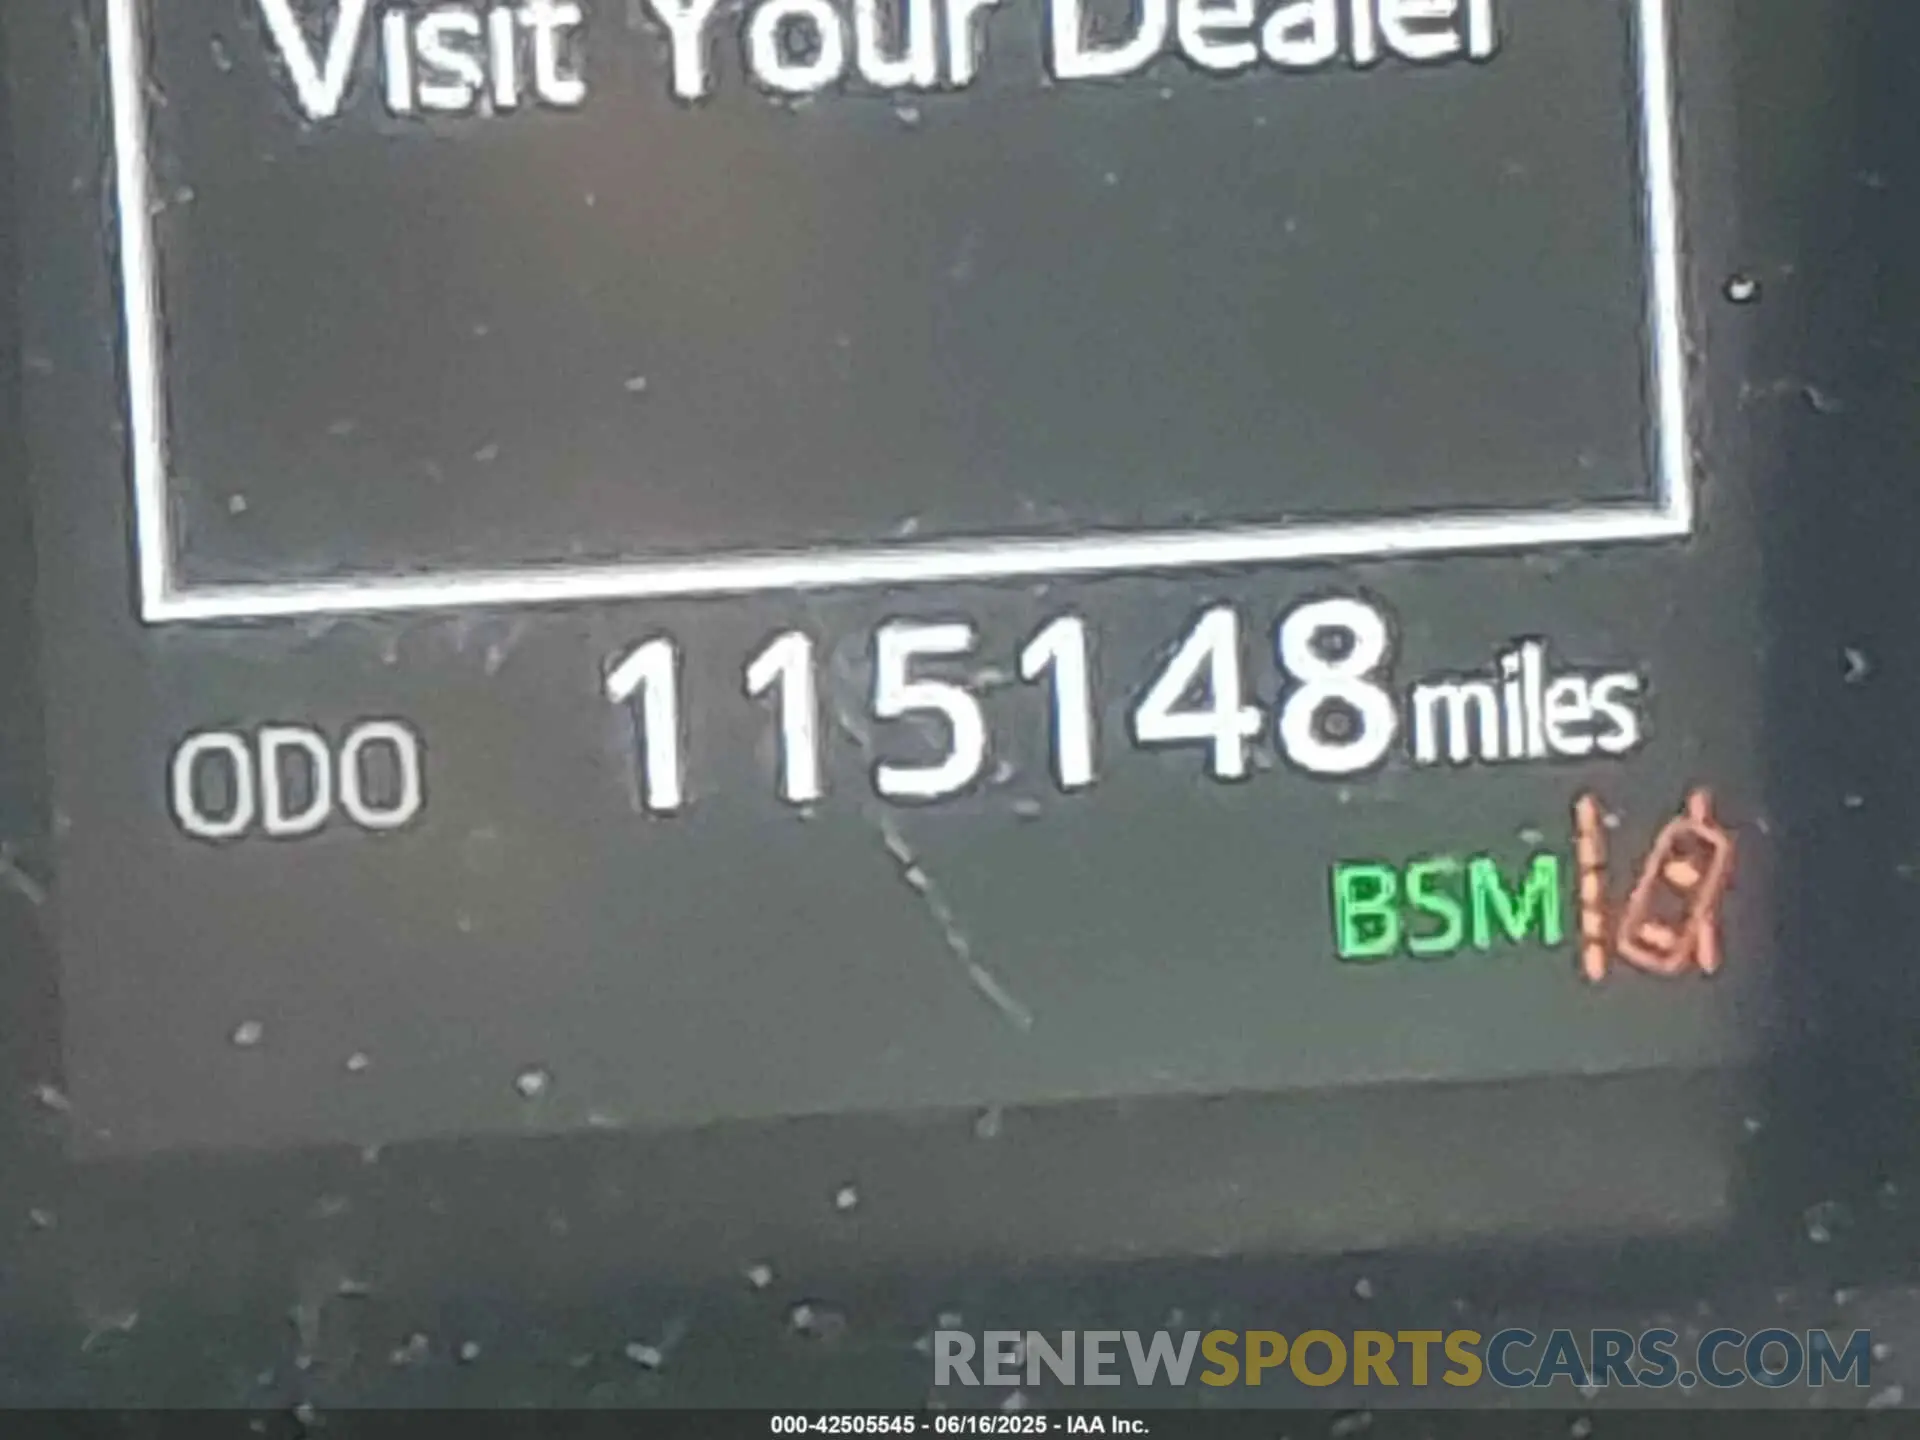 Visit Your Dealer
ODO 115148 miles
BSM
RENEWSPORTSCARS.COM
000-42505545 - 06/16/2025 - IAA Inc.